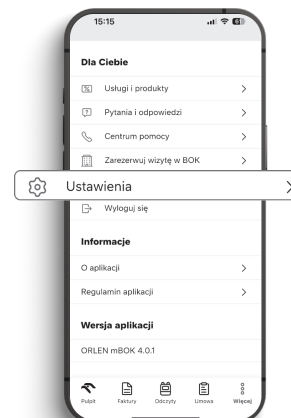 15:15
Dla Ciebie
Usługi i produkty
Pytania i odpowiedzi
Centrum pomocy
Zarezerwuj wizytę w BOK
Ustawienia
Wyloguj się
Informacje
O aplikacji
Regulamin aplikacji
Wersja aplikacji
ORLEN mBOK 4.0.1
Pulpit
Faktury
Odczyty
Umowa
Więcej